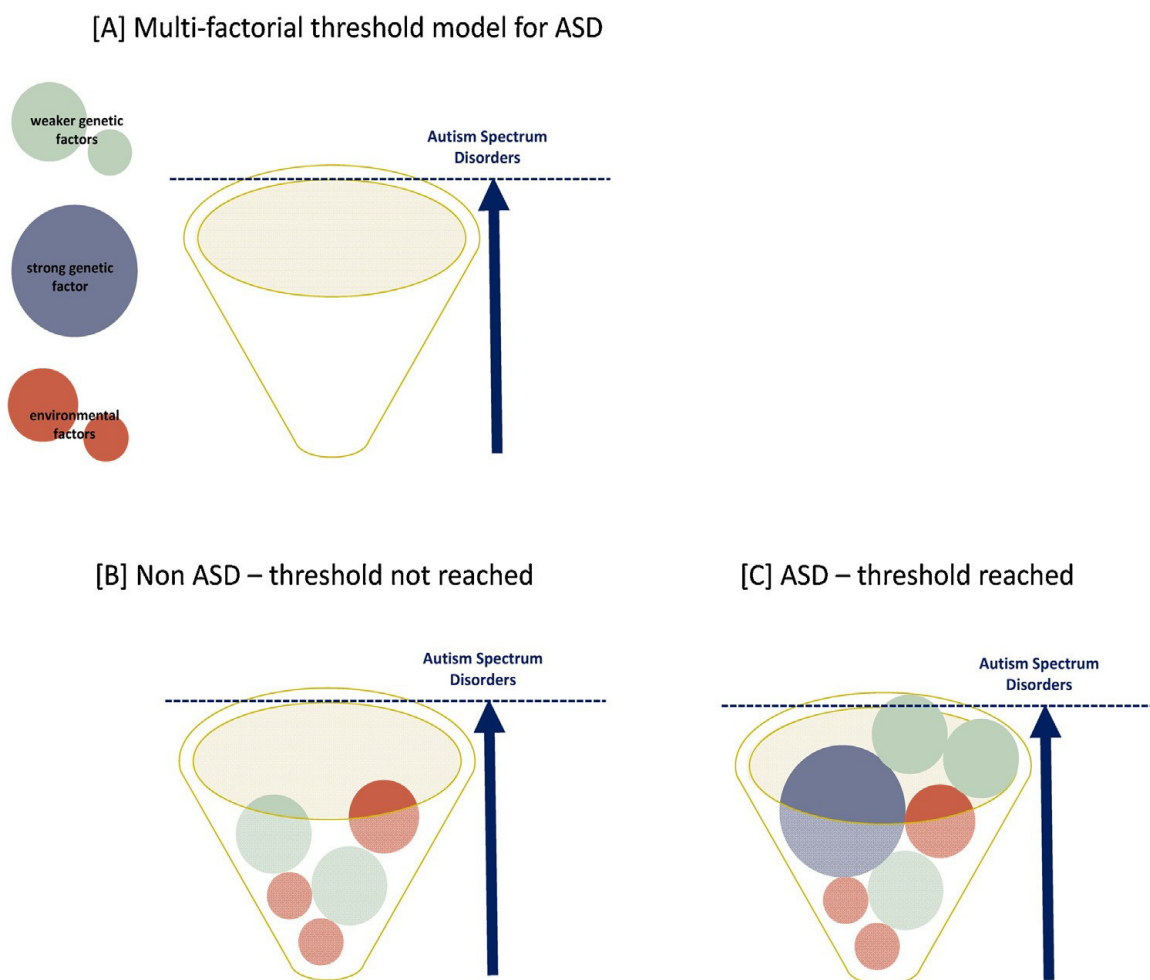 [A] Multi-factorial threshold model for ASD
weaker genetic
factors
Autism Spectrum
Disorders
strong genetic
factor
environmental
factors
[B] Non ASD – threshold not reached
Autism Spectrum
Disorders
[C] ASD – threshold reached
Autism Spectrum
Disorders